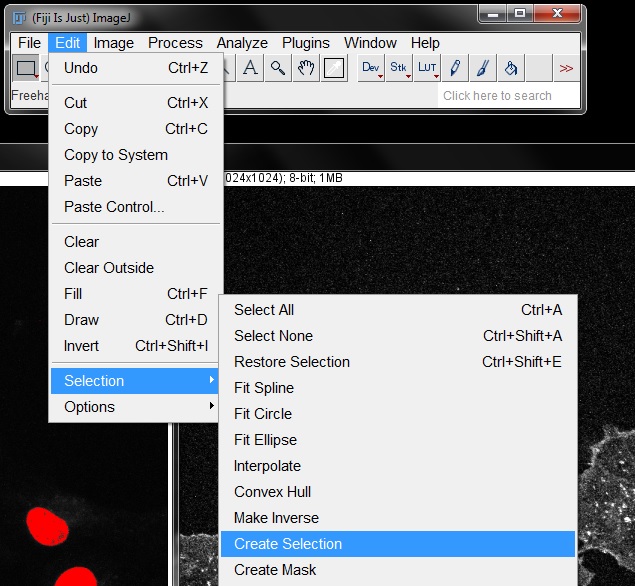 (Fiji Is Just) ImageJ
File Edit Image Process Analyze Plugins Window Help
A Dev Stk LUT >>
Freeha
Click here to search
Undo Ctrl+Z
Cut Ctrl+X
Copy Ctrl+C
Copy to System
Paste Ctrl+V
Paste Control...
Clear
Clear Outside
Fill Ctrl+F
Draw Ctrl+D
Invert Ctrl+Shift+I
Selection
Options
024x1024); 8-bit; 1MB
Select All Ctrl+A
Select None Ctrl+Shift+A
Restore Selection Ctrl+Shift+E
Fit Spline
Fit Circle
Fit Ellipse
Interpolate
Convex Hull
Make Inverse
Create Selection
Create Mask